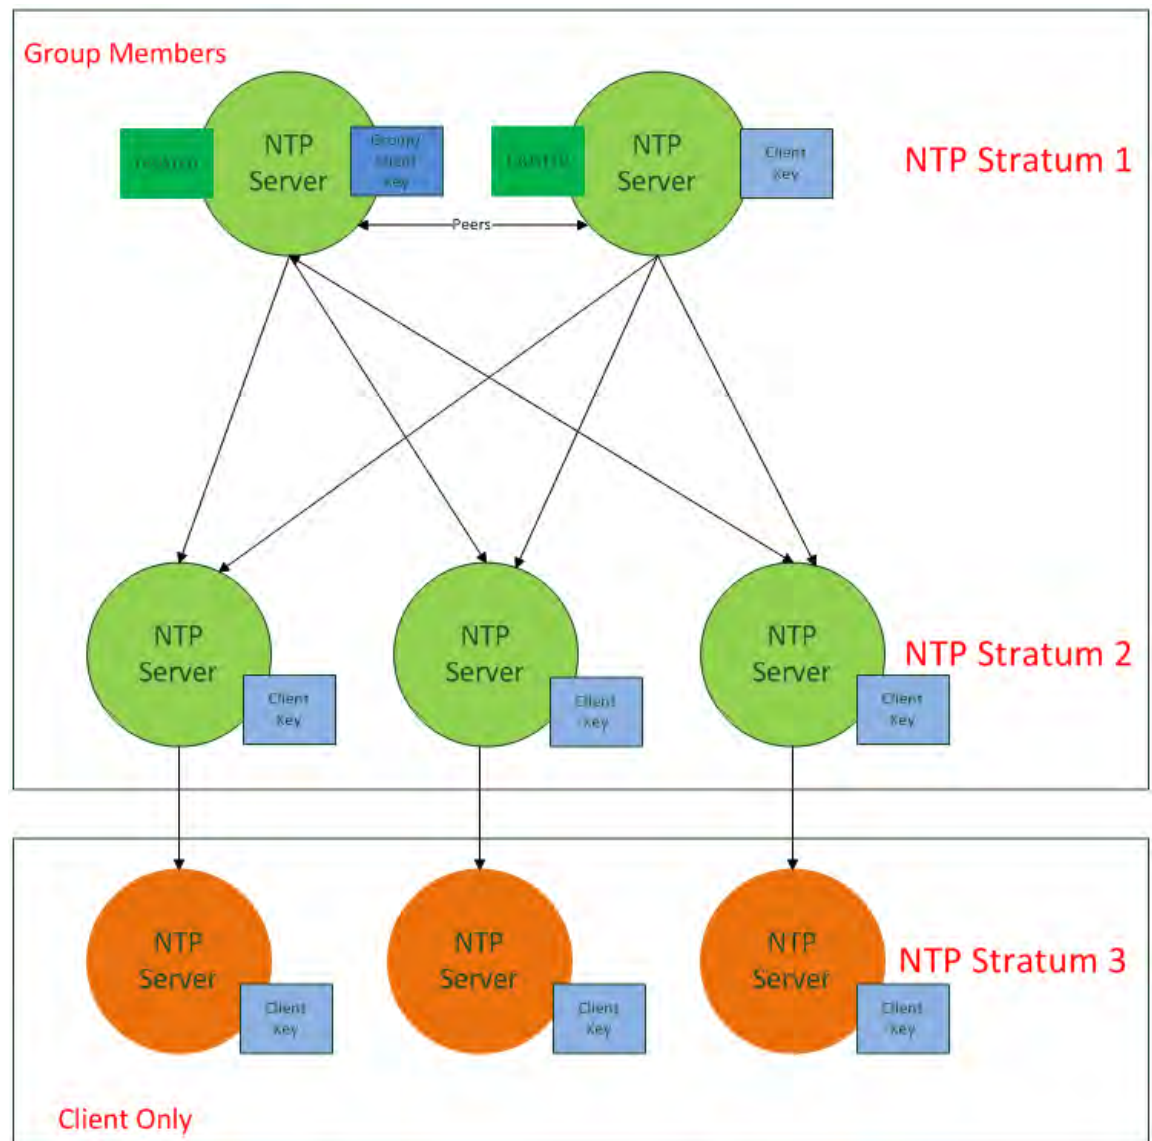 Group Members
NTP
Server
Group/
Client
Key
NTP
Server
Client
Key
NTP Stratum 1
Peers
NTP
Server
Client
Key
NTP
Server
Client
Key
NTP
Server
Client
Key
NTP Stratum 2
NTP
Server
Client
Key
NTP
Server
Client
Key
NTP
Server
Client
Key
NTP Stratum 3
Client Only